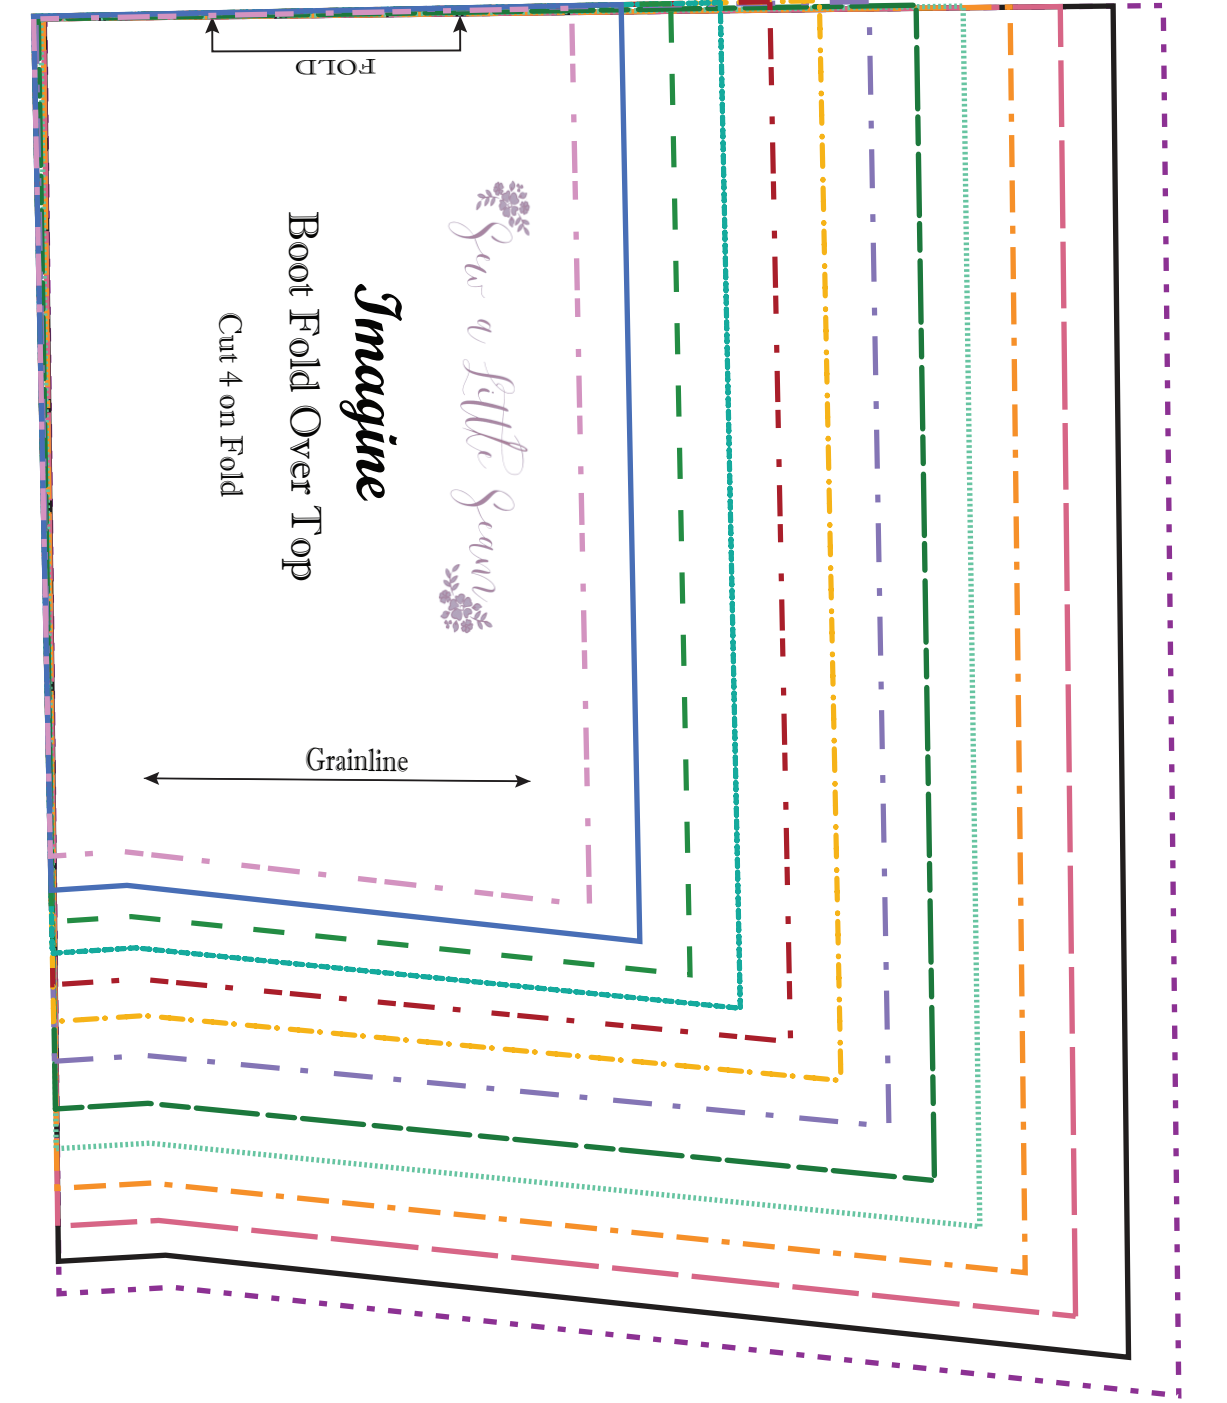 FOLD
Sew a Little Seam
Imagine
Boot Fold Over Top
Cut 4 on Fold
Grainline